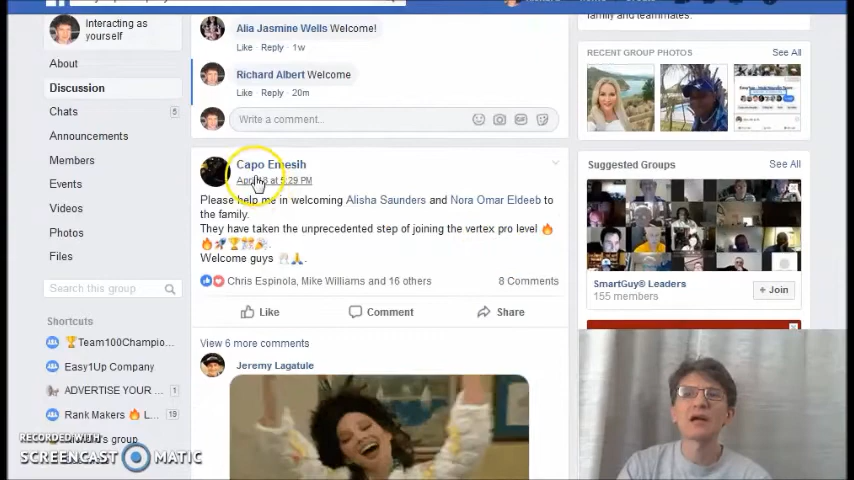 Interacting as
yourself
About
Discussion
Chats
5
Announcements
Members
Events
Videos
Photos
Files
Search this group
Shortcuts
🏆Team100Champio...
Easy1Up Company
ADVERTISE YOUR ...
1
Rank Makers 🔥 L...
19
group
RECORDED WITH
SCREENCAST MATIC
Alia Jasmine Wells Welcome!
Like · Reply · 1w
Richard Albert Welcome
Like · Reply · 20m
Write a comment...
Capo Emesih
at 5:29 PM
Please help me in welcoming Alisha Saunders and Nora Omar Eldeeb to
the family.
They have taken the unprecedented step of joining the vertex pro level 🔥
🔥🚀🏆🎊🎉.
Welcome guys 🥂🙏.
Chris Espinola, Mike Williams and 16 others
8 Comments
Like
Comment
Share
View 6 more comments
Jeremy Lagatule
family and teammates.
RECENT GROUP PHOTOS
See All
Suggested Groups
See All
SmartGuy® Leaders
155 members
+ Join